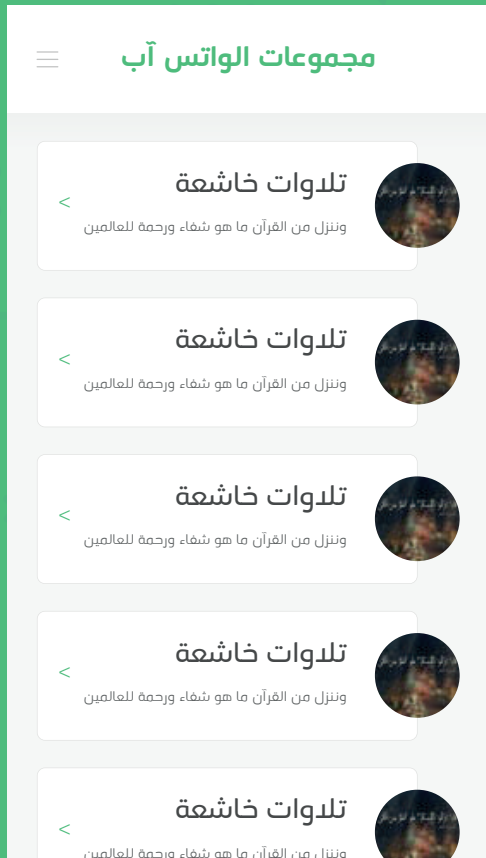 مجموعات الواتس آب
تلاوات خاشعة
وننزل من القرآن ما هو شفاء ورحمة للعالمين
>
تلاوات خاشعة
وننزل من القرآن ما هو شفاء ورحمة للعالمين
>
تلاوات خاشعة
وننزل من القرآن ما هو شفاء ورحمة للعالمين
>
تلاوات خاشعة
وننزل من القرآن ما هو شفاء ورحمة للعالمين
>
تلاوات خاشعة
وننزل من القرآن ما هو شفاء ورحمة للعالمين
>